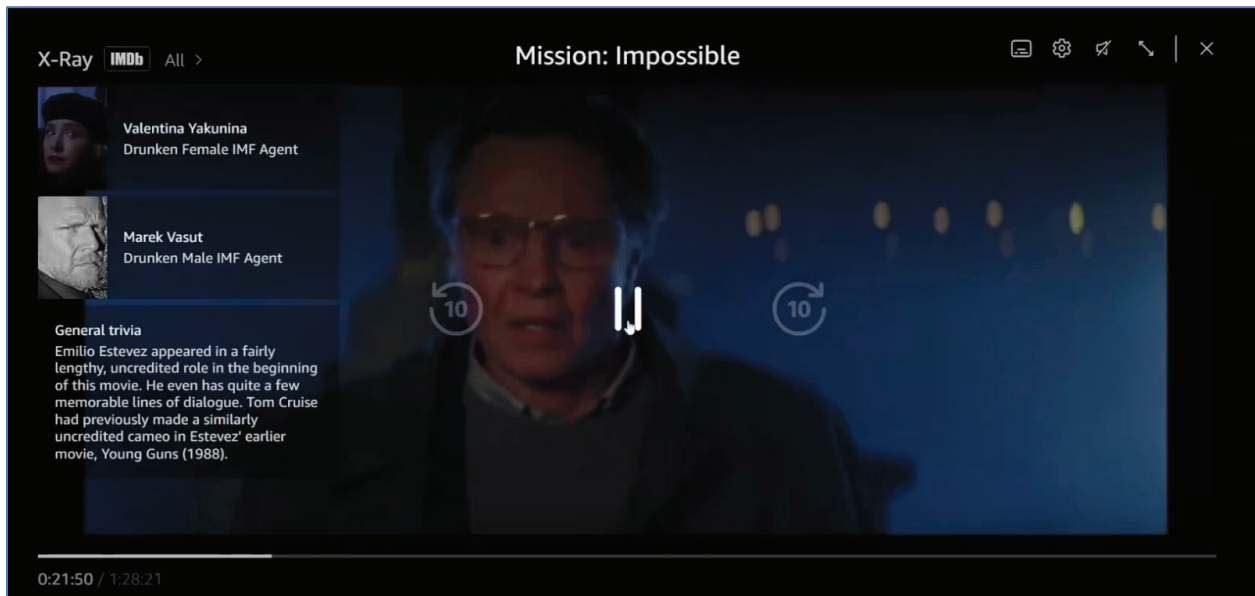 X-Ray IMDb All >
Mission: Impossible
Valentina Yakunina
Drunken Female IMF Agent
Marek Vasut
Drunken Male IMF Agent
General trivia
Emilio Estevez appeared in a fairly
lengthy, uncredited role in the beginning
of this movie. He even has quite a few
memorable lines of dialogue. Tom Cruise
had previously made a similarly
uncredited cameo in Estevez' earlier
movie, Young Guns (1988).
10
10
0:21:50 / 1:28:21